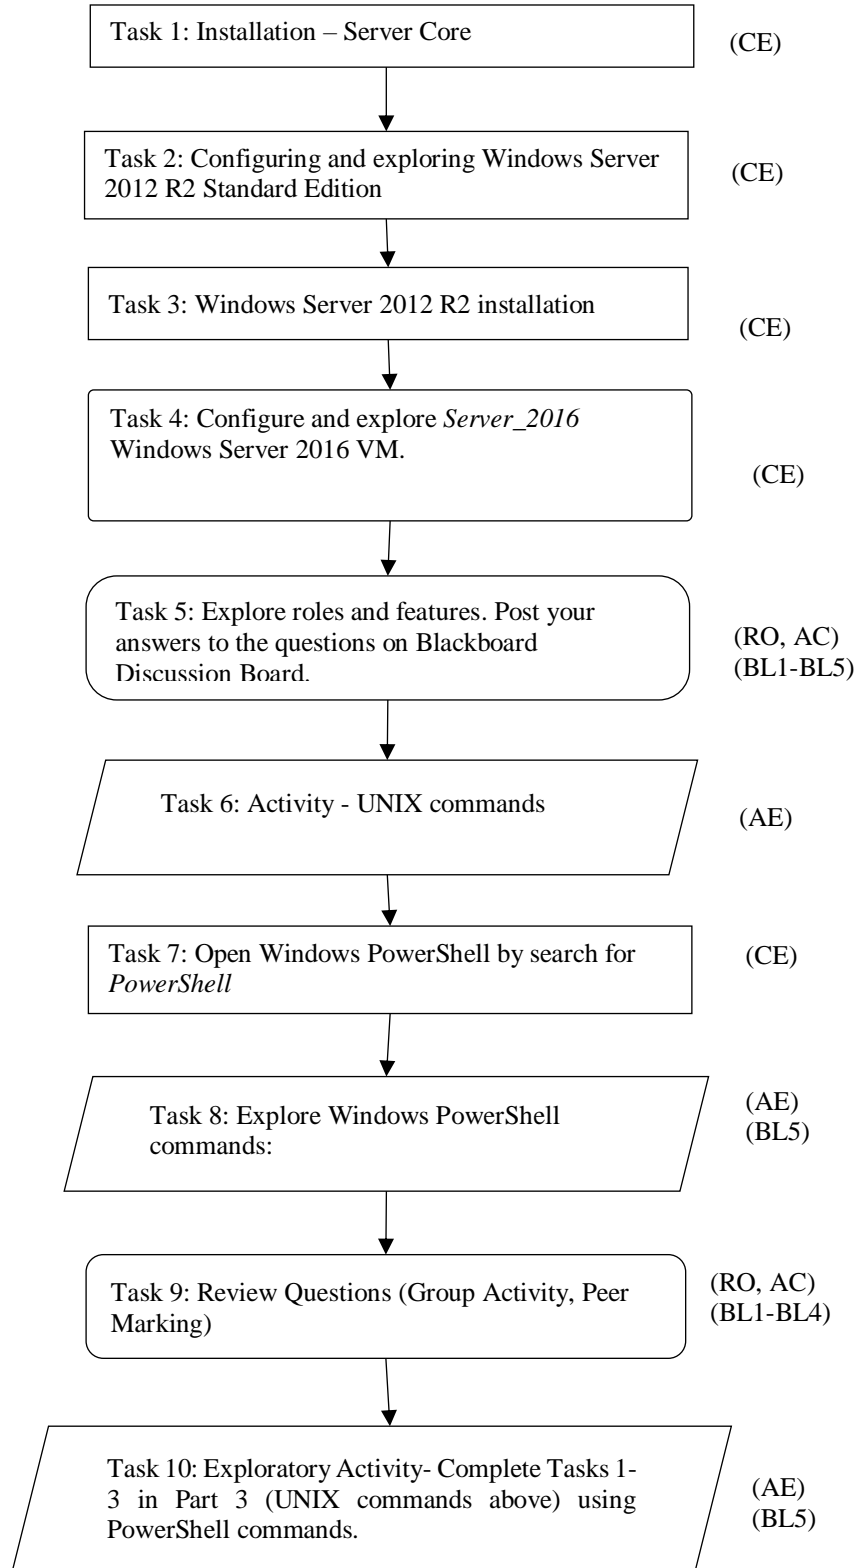 Task 1: Installation – Server Core
(CE)
Task 2: Configuring and exploring Windows Server
2012 R2 Standard Edition
(CE)
Task 3: Windows Server 2012 R2 installation
(CE)
Task 4: Configure and explore Server_2016
Windows Server 2016 VM.
(CE)
Task 5: Explore roles and features. Post your
answers to the questions on Blackboard
Discussion Board.
(RO, AC)
(BL1-BL5)
Task 6: Activity - UNIX commands
(AE)
Task 7: Open Windows PowerShell by search for
PowerShell
(CE)
Task 8: Explore Windows PowerShell
commands:
(AE)
(BL5)
Task 9: Review Questions (Group Activity, Peer
Marking)
(RO, AC)
(BL1-BL4)
Task 10: Exploratory Activity- Complete Tasks 1-
3 in Part 3 (UNIX commands above) using
PowerShell commands.
(AE)
(BL5)